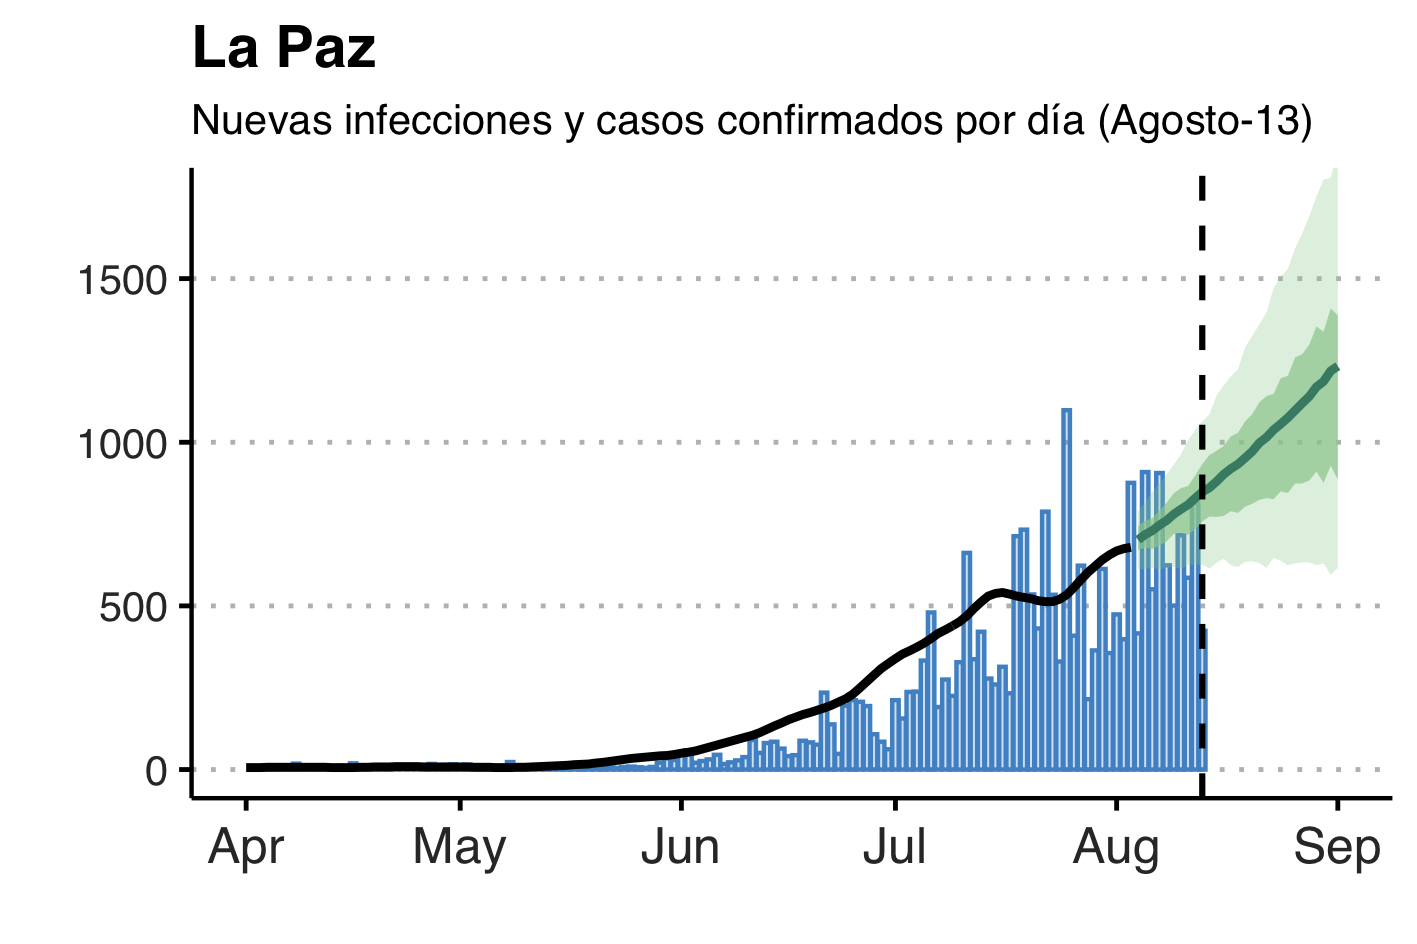 La Paz
Nuevas infecciones y casos confirmados por día (Agosto-13)
1500
1000
500
0
Apr May Jun Jul Aug Sep